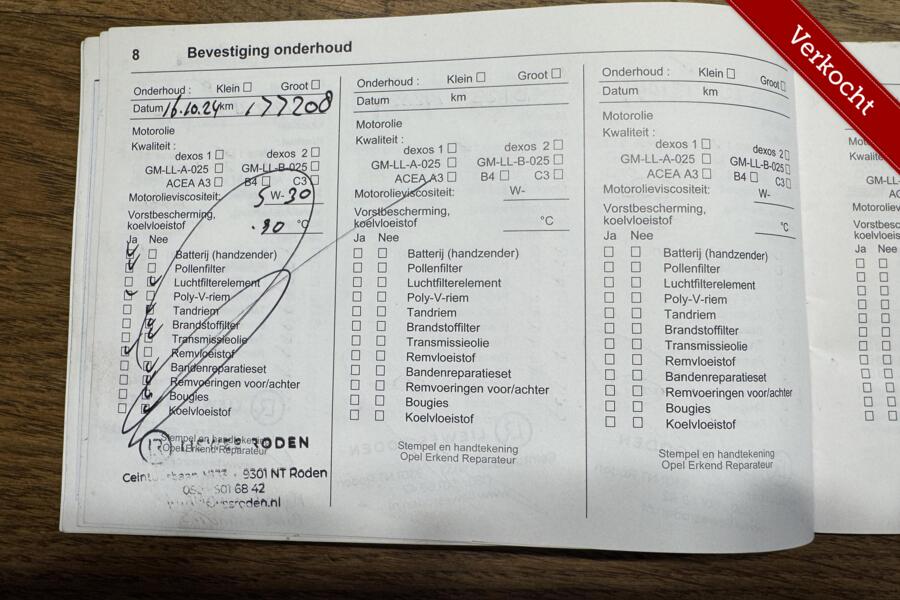 Verkocht
8 Bevestiging onderhoud
Onderhoud : Klein Groot
Datum 16.10.24 km 177208
Motorolie
Kwaliteit :
dexos 1 dexos 2
GM-LL-A-025 GM-LL-B-025
ACEA A3 B4 C3
Motorolieviscositeit: 5 W- 30
Vorstbescherming,
koelvloeistof -30 °C
Ja Nee
Batterij (handzender)
Pollenfilter
Luchtfilterelement
Poly-V-riem
Tandriem
Brandstoffilter
Transmissieolie
Remvloeistof
Bandenreparatieset
Remvoeringen voor/achter
Bougies
Koelvloeistof
Stempel en handtekening
Opel Erkend Reparateur
RODEN
9301 NT Roden
601 68 42
roden.nl
Onderhoud : Klein Groot
Datum km
Motorolie
Kwaliteit :
dexos 1 dexos 2
GM-LL-A-025 GM-LL-B-025
ACEA A3 B4 C3
Motorolieviscositeit: W-
Vorstbescherming,
koelvloeistof °C
Ja Nee
Batterij (handzender)
Pollenfilter
Luchtfilterelement
Poly-V-riem
Tandriem
Brandstoffilter
Transmissieolie
Remvloeistof
Bandenreparatieset
Remvoeringen voor/achter
Bougies
Koelvloeistof
Stempel en handtekening
Opel Erkend Reparateur
Onderhoud : Klein Groot
Datum km
Motorolie
Kwaliteit :
dexos 1 dexos 2
GM-LL-A-025 GM-LL-B-025
ACEA A3 B4 C3
Motorolieviscositeit: W-
Vorstbescherming,
koelvloeistof °C
Ja Nee
Batterij (handzender)
Pollenfilter
Luchtfilterelement
Poly-V-riem
Tandriem
Brandstoffilter
Transmissieolie
Remvloeistof
Bandenreparatieset
Remvoeringen voor/achter
Bougies
Koelvloeistof
Stempel en handtekening
Opel Erkend Reparateur
GM-LL-
Ja Nee